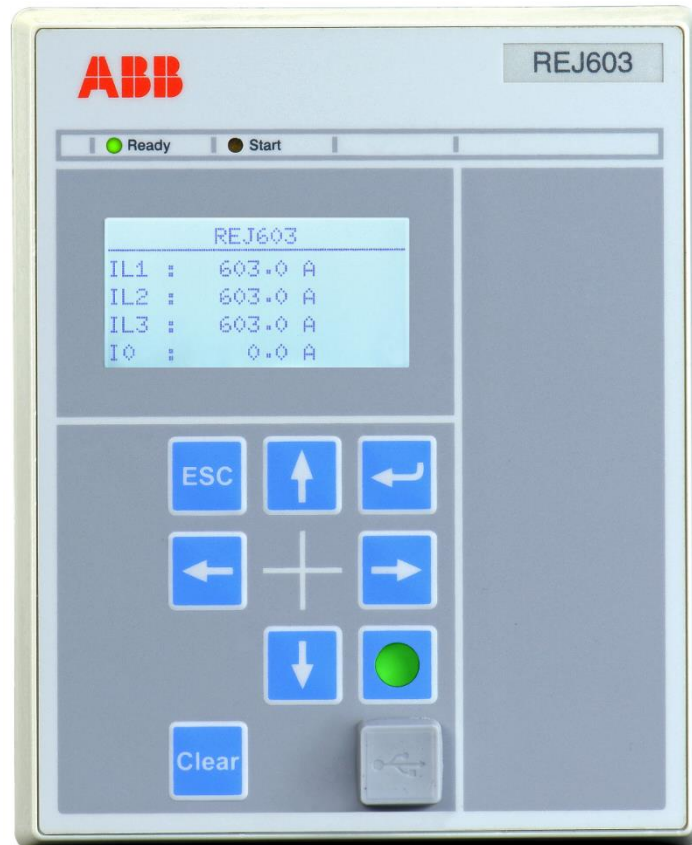 ABB
REJ603
Ready Start
REJ603
IL1 : 603.0 A
IL2 : 603.0 A
IL3 : 603.0 A
I0 : 0.0 A
ESC
Clear